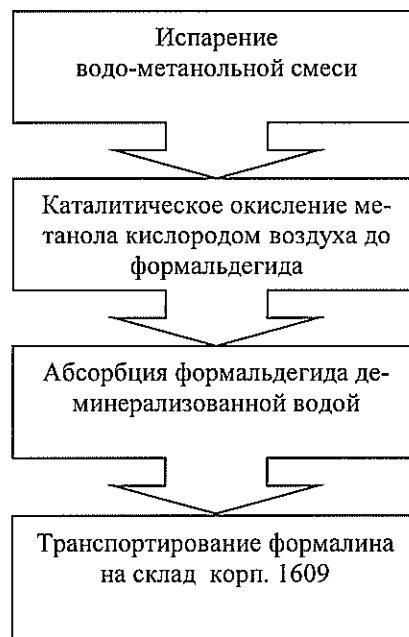 Испарение
водо-метанольной смеси
Каталитическое окисление ме-
танола кислородом воздуха до
формальдегида
Абсорбция формальдегида де-
минерализованной водой
Транспортирование формалина
на склад корп. 1609